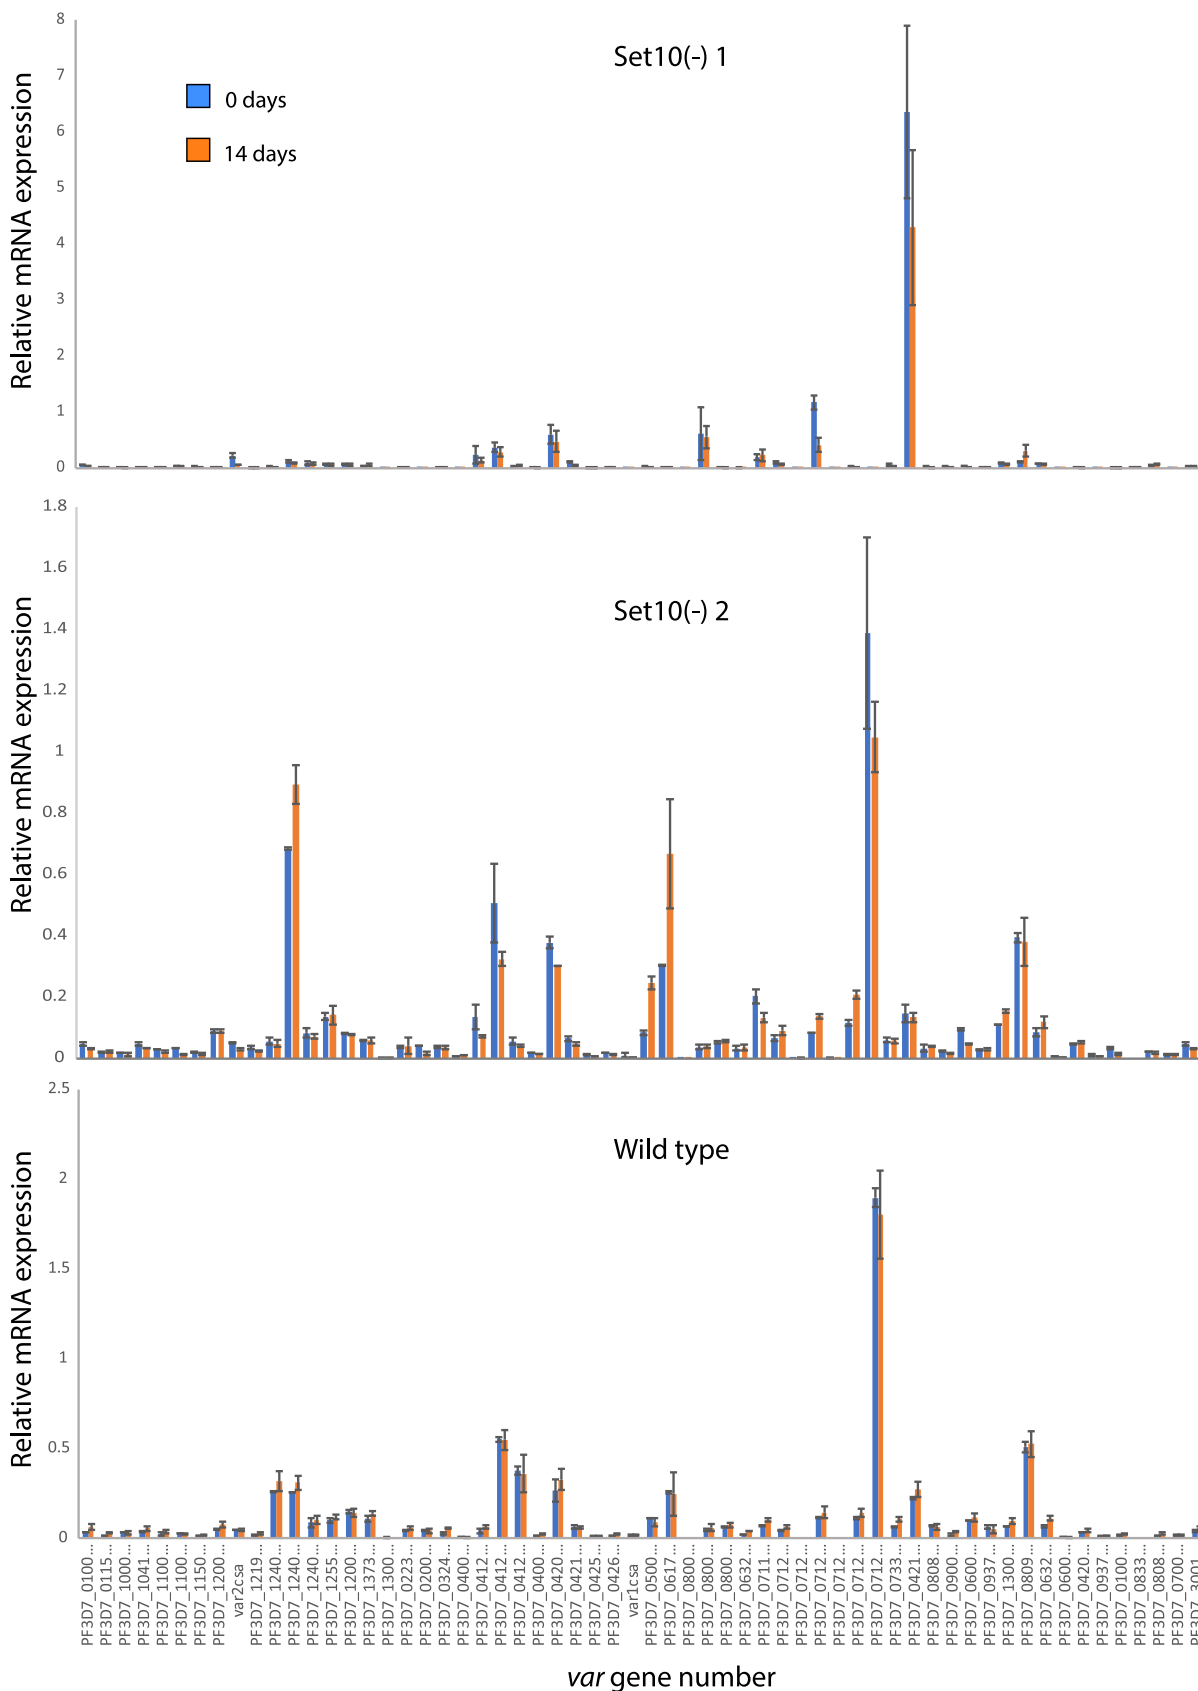 Set10(-) 1
0 days
14 days
Relative mRNA expression
8
7
6
5
4
3
2
1
0
Set10(-) 2
Relative mRNA expression
1.8
1.6
1.4
1.2
1
0.8
0.6
0.4
0.2
0
Wild type
Relative mRNA expression
2.5
2
1.5
1
0.5
0
PF3D7_0100...
PF3D7_0115...
PF3D7_1000...
PF3D7_1041...
PF3D7_1100...
PF3D7_1100...
PF3D7_1150...
PF3D7_1200...
var2csa
PF3D7_1219...
PF3D7_1240...
PF3D7_1240...
PF3D7_1240...
PF3D7_1255...
PF3D7_1200...
PF3D7_1373...
PF3D7_1300...
PF3D7_0223...
PF3D7_0200...
PF3D7_0324...
PF3D7_0400...
PF3D7_0412...
PF3D7_0412...
PF3D7_0412...
PF3D7_0400...
PF3D7_0420...
PF3D7_0421...
PF3D7_0425...
PF3D7_0426...
var1csa
PF3D7_0500...
PF3D7_0617...
PF3D7_0800...
PF3D7_0800...
PF3D7_0800...
PF3D7_0632...
PF3D7_0711...
PF3D7_0712...
PF3D7_0712...
PF3D7_0712...
PF3D7_0712...
PF3D7_0712...
PF3D7_0712...
PF3D7_0733...
PF3D7_0421...
PF3D7_0808...
PF3D7_0900...
PF3D7_0600...
PF3D7_0937...
PF3D7_1300...
PF3D7_0809...
PF3D7_0632...
PF3D7_0600...
PF3D7_0420...
PF3D7_0937...
PF3D7_0100...
PF3D7_0833...
PF3D7_0808...
PF3D7_0700...
var gene number